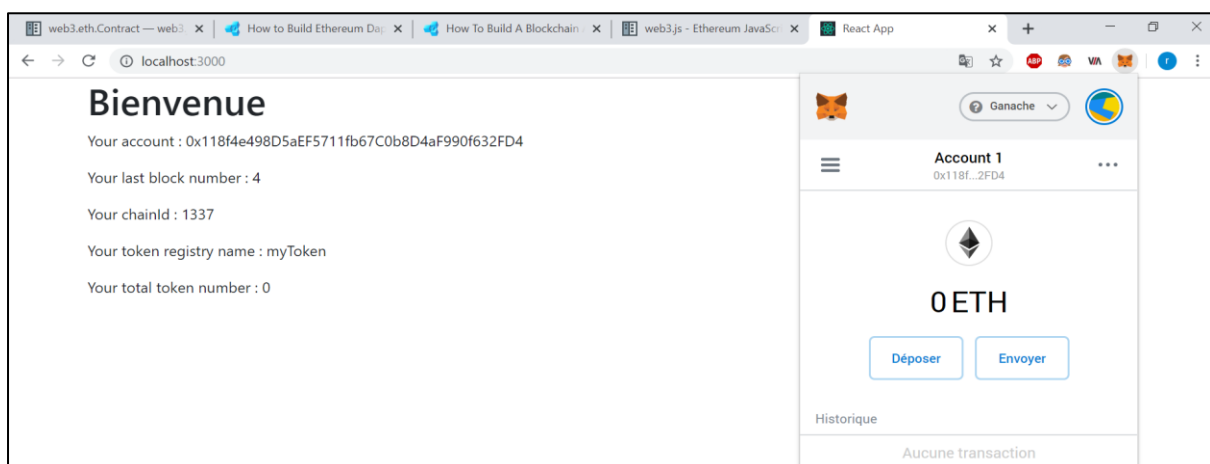 web3.eth.Contract — web3.
How to Build Ethereum Dap
How To Build A Blockchain
web3.js - Ethereum JavaScr
React App
localhost:3000
ABP
VIA
r
Bienvenue
Your account : 0x118f4e498D5aEF5711fb67C0b8D4aF990f632FD4
Your last block number : 4
Your chainId : 1337
Your token registry name : myToken
Your total token number : 0
Ganache
Account 1
0x118f...2FD4
0 ETH
Déposer
Envoyer
Historique
Aucune transaction